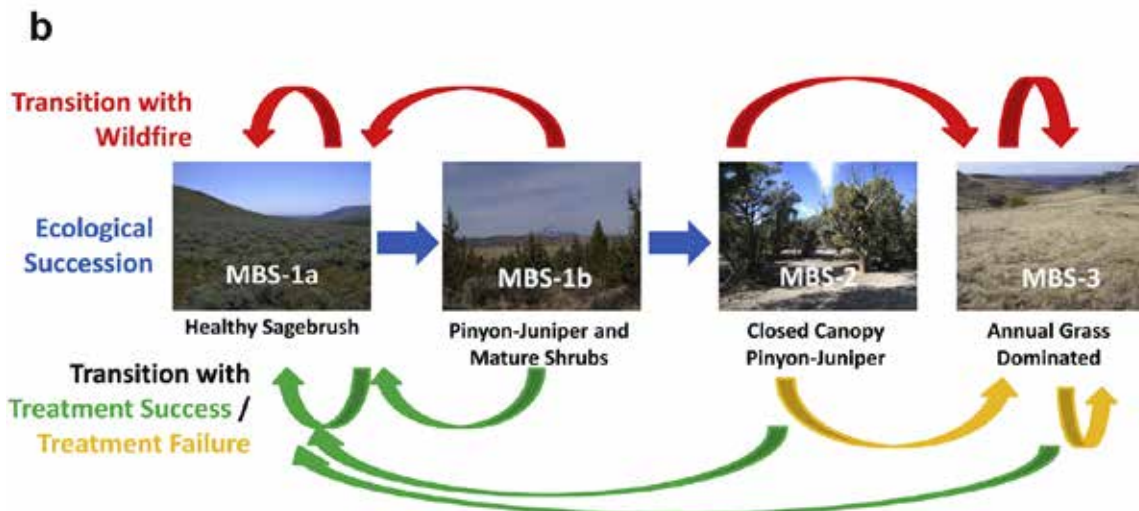 b
Transition with
Wildfire
Ecological
Succession
MBS-1a
MBS-1b
MBS-2
MBS-3
Healthy Sagebrush
Pinyon-Juniper and
Mature Shrubs
Closed Canopy
Pinyon-Juniper
Annual Grass
Dominated
Transition with
Treatment Success /
Treatment Failure